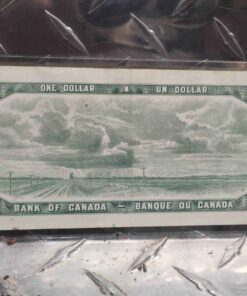 ONE DOLLAR & UN DOLLAR
BANK OF CANADA – BANQUE DU CANADA